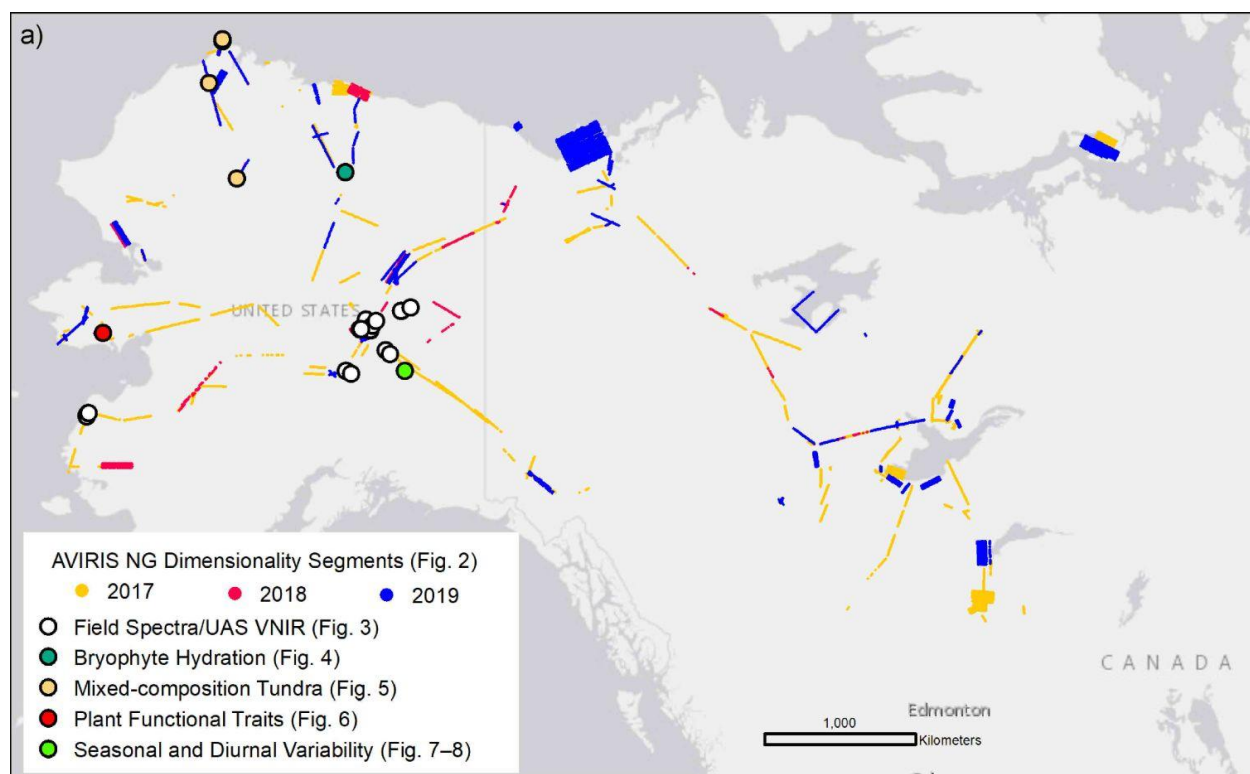 a)
UNITED STATES
AVIRIS NG Dimensionality Segments (Fig. 2)
2017 2018 2019
Field Spectra/UAS VNIR (Fig. 3)
Bryophyte Hydration (Fig. 4)
Mixed-composition Tundra (Fig. 5)
Plant Functional Traits (Fig. 6)
Seasonal and Diurnal Variability (Fig. 7–8)
CANADA
Edmonton
1,000
Kilometers